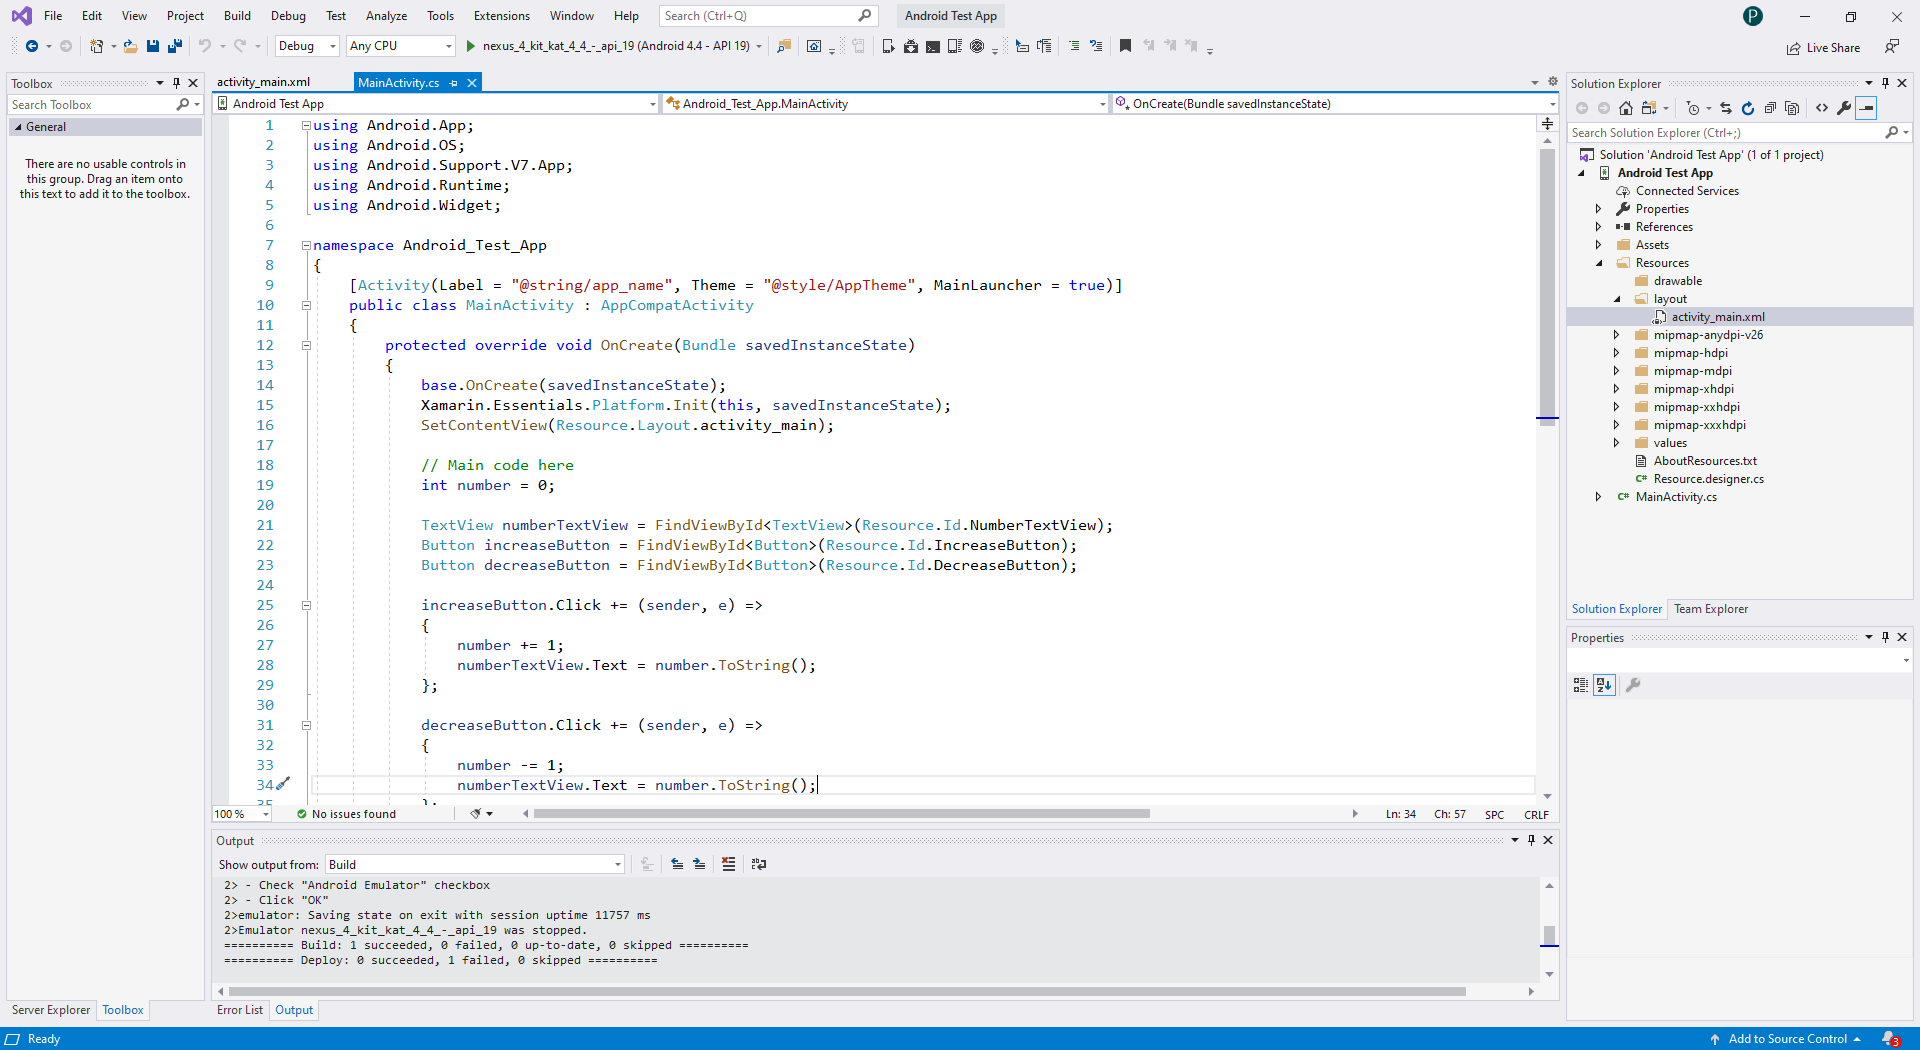 File Edit View Project Build Debug Test Analyze Tools Extensions Window Help Search (Ctrl+Q) Android Test App P
Debug Any CPU nexus_4_kit_kat_4_4_-_api_19 (Android 4.4 - API 19) Live Share
Toolbox
Search Toolbox
General
There are no usable controls in
this group. Drag an item onto
this text to add it to the toolbox.
Server Explorer Toolbox
activity_main.xml MainActivity.cs
Android Test App Android_Test_App.MainActivity OnCreate(Bundle savedInstanceState)
1 using Android.App;
2 using Android.OS;
3 using Android.Support.V7.App;
4 using Android.Runtime;
5 using Android.Widget;
6
7 namespace Android_Test_App
8 {
9 [Activity(Label = "@string/app_name", Theme = "@style/AppTheme", MainLauncher = true)]
10 public class MainActivity : AppCompatActivity
11 {
12 protected override void OnCreate(Bundle savedInstanceState)
13 {
14 base.OnCreate(savedInstanceState);
15 Xamarin.Essentials.Platform.Init(this, savedInstanceState);
16 SetContentView(Resource.Layout.activity_main);
17
18 // Main code here
19 int number = 0;
20
21 TextView numberTextView = FindViewById<TextView>(Resource.Id.NumberTextView);
22 Button increaseButton = FindViewById<Button>(Resource.Id.IncreaseButton);
23 Button decreaseButton = FindViewById<Button>(Resource.Id.DecreaseButton);
24
25 increaseButton.Click += (sender, e) =>
26 {
27 number += 1;
28 numberTextView.Text = number.ToString();
29 };
30
31 decreaseButton.Click += (sender, e) =>
32 {
33 number -= 1;
34 numberTextView.Text = number.ToString();
35 };
100 % No issues found Ln: 34 Ch: 57 SPC CRLF
Output
Show output from: Build
2> - Check "Android Emulator" checkbox
2> - Click "OK"
2>emulator: Saving state on exit with session uptime 11757 ms
2>Emulator nexus_4_kit_kat_4_4_-_api_19 was stopped.
========== Build: 1 succeeded, 0 failed, 0 up-to-date, 0 skipped ==========
========== Deploy: 0 succeeded, 1 failed, 0 skipped ==========
Error List Output
Solution Explorer
Search Solution Explorer (Ctrl+;)
Solution 'Android Test App' (1 of 1 project)
Android Test App
Connected Services
Properties
References
Assets
Resources
drawable
layout
activity_main.xml
mipmap-anydpi-v26
mipmap-hdpi
mipmap-mdpi
mipmap-xhdpi
mipmap-xxhdpi
mipmap-xxxhdpi
values
AboutResources.txt
C# Resource.designer.cs
C# MainActivity.cs
Solution Explorer Team Explorer
Properties
Ready Add to Source Control 3